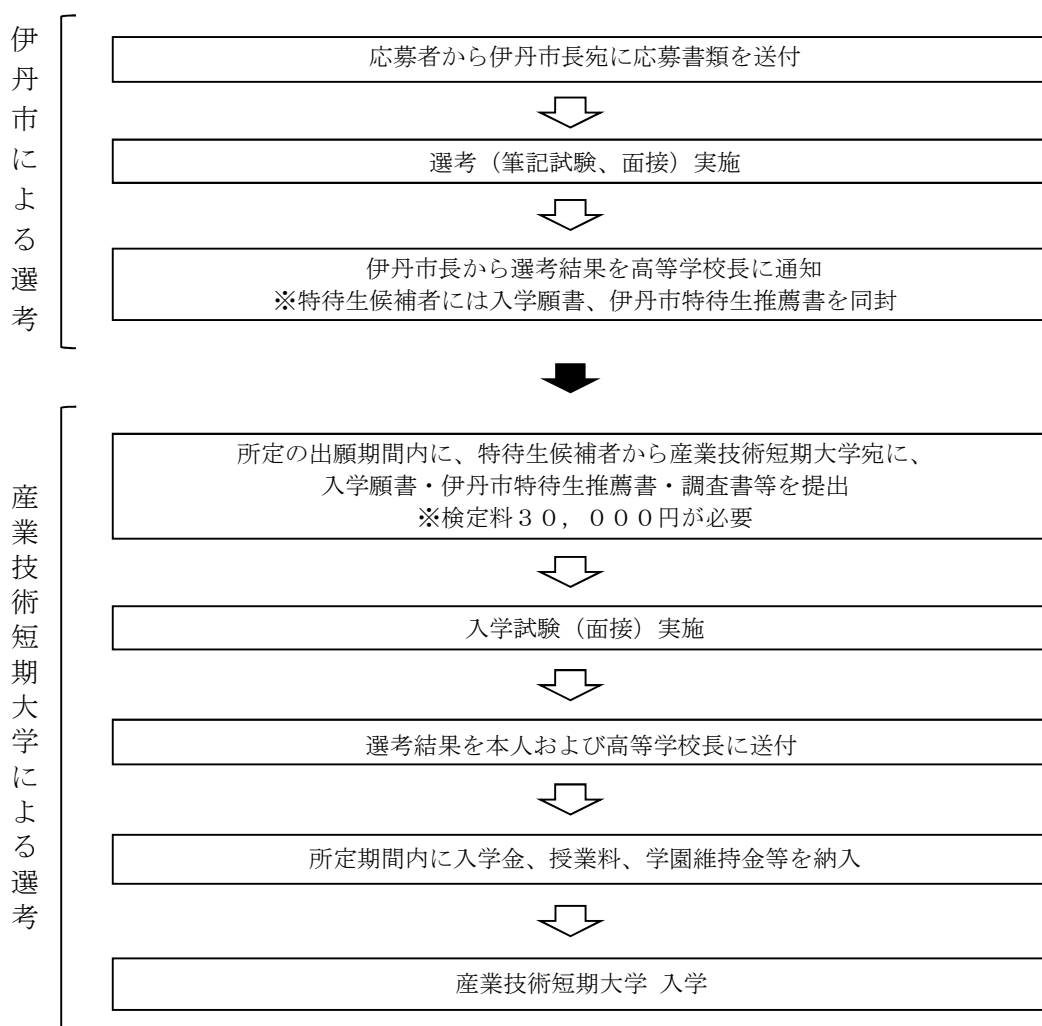 伊丹市による選考
応募者から伊丹市長宛に応募書類を送付
選考（筆記試験、面接）実施
伊丹市長から選考結果を高等学校長に通知
※特待生候補者には入学願書、伊丹市特待生推薦書を同封
産業技術短期大学による選考
所定の出願期間内に、特待生候補者から産業技術短期大学宛に、
入学願書・伊丹市特待生推薦書・調査書等を提出
※検定料３０，０００円が必要
入学試験（面接）実施
選考結果を本人および高等学校長に送付
所定期間内に入学金、授業料、学園維持金等を納入
産業技術短期大学 入学